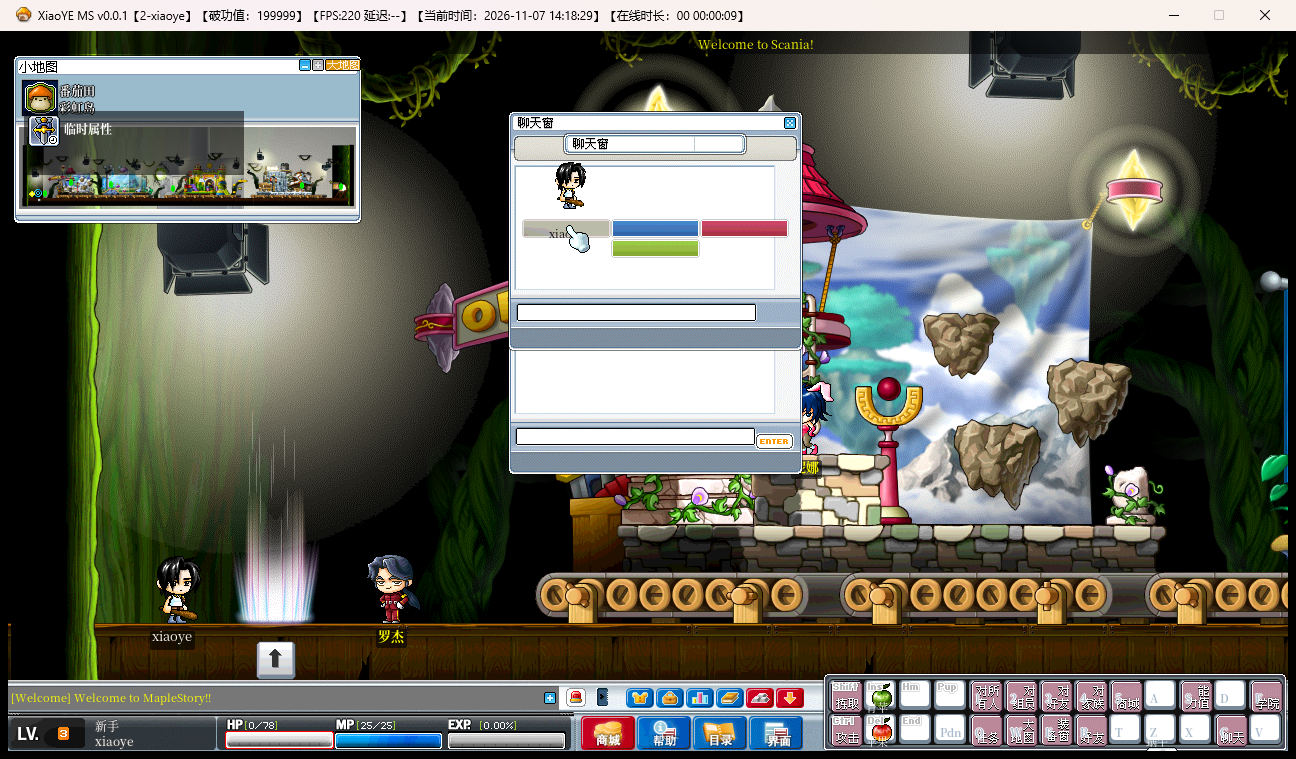 XiaoYE MS v0.0.1【2-xiaoye】【破功值：199999】【FPS:220 延迟:--】【当前时间：2026-11-07 14:18:29】【在线时长：00 00:00:09】
Welcome to Scania!
小地图
大地图
番茄田
彩虹岛
临时属性
聊天窗
聊天窗
ENTER
xiaoye
罗杰
[Welcome] Welcome to MapleStory!!
LV. 3
新手
xiaoye
HP[0/78]
MP[25/25]
EXP. [0.00%]
商城
帮助
目录
界面
Shift
Ins
Hm
Pup
拣取
对所有人
对组员
对好友
对家族
商城
A
能力值
D
学院
Ctrl
Del
End
Pdn
攻击
任务
大地图
装备窗
好友
T
Z
X
聊天
V